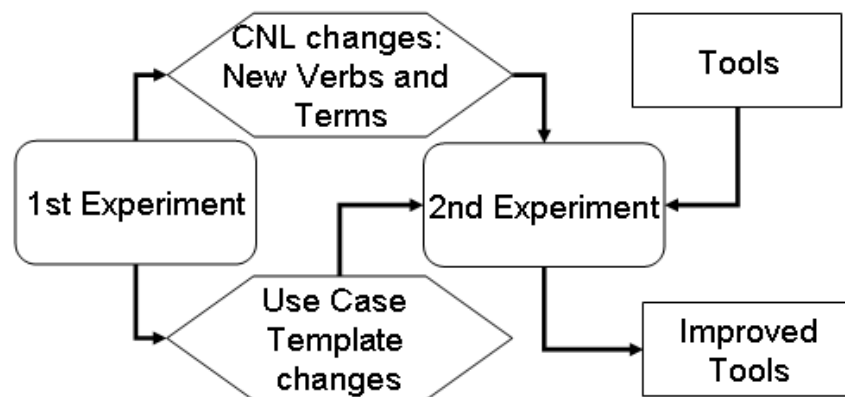 CNL changes:
New Verbs and
Terms
Tools
1st Experiment
2nd Experiment
Use Case
Template
changes
Improved
Tools